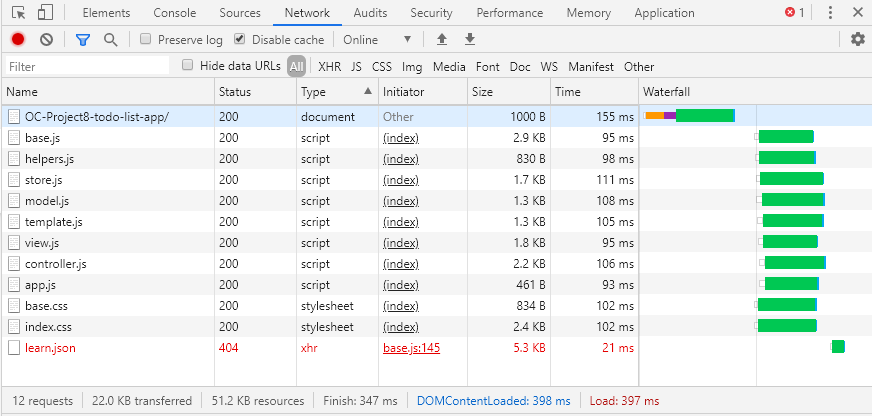 Elements Console Sources Network Audits Security Performance Memory Application 1
Preserve log Disable cache Online
Filter Hide data URLs All XHR JS CSS Img Media Font Doc WS Manifest Other
Name Status Type Initiator Size Time Waterfall
OC-Project8-todo-list-app/ 200 document Other 1000 B 155 ms
base.js 200 script (index) 2.9 KB 95 ms
helpers.js 200 script (index) 830 B 98 ms
store.js 200 script (index) 1.7 KB 111 ms
model.js 200 script (index) 1.3 KB 108 ms
template.js 200 script (index) 1.3 KB 105 ms
view.js 200 script (index) 1.8 KB 95 ms
controller.js 200 script (index) 2.2 KB 106 ms
app.js 200 script (index) 461 B 93 ms
base.css 200 stylesheet (index) 834 B 102 ms
index.css 200 stylesheet (index) 2.4 KB 102 ms
learn.json 404 xhr base.js:145 5.3 KB 21 ms
12 requests 22.0 KB transferred 51.2 KB resources Finish: 347 ms DOMContentLoaded: 398 ms Load: 397 ms